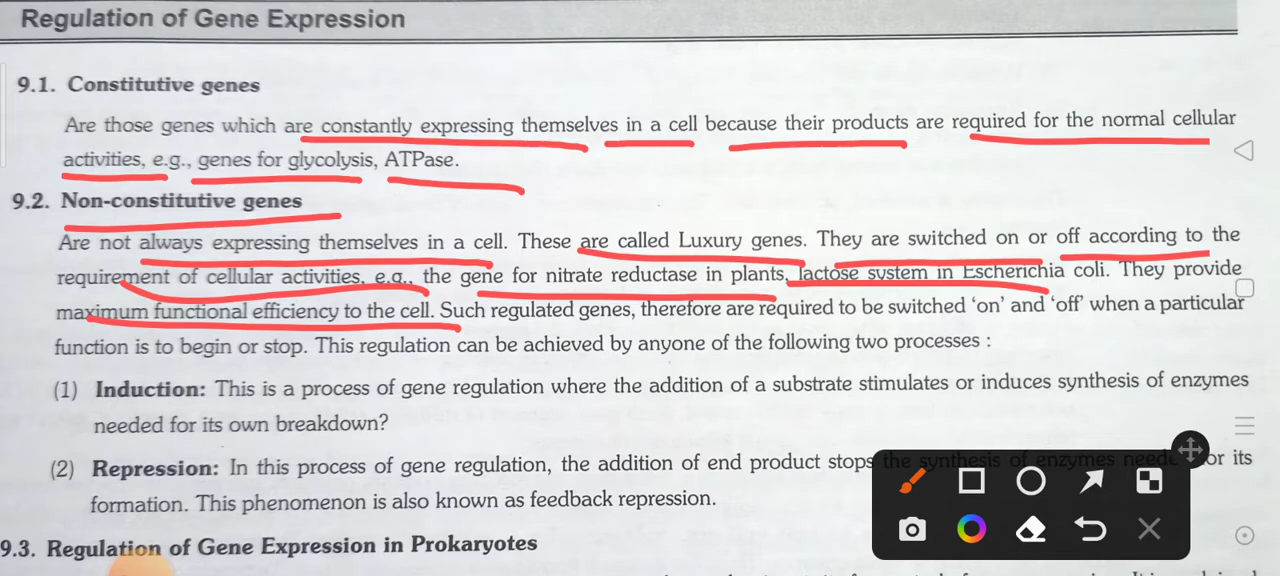 Regulation of Gene Expression
9.1. Constitutive genes
Are those genes which are constantly expressing themselves in a cell because their products are required for the normal cellular
activities, e.g., genes for glycolysis, ATPase.
9.2. Non-constitutive genes
Are not always expressing themselves in a cell. These are called Luxury genes. They are switched on or off according to the
requirement of cellular activities, e.g., the gene for nitrate reductase in plants, lactose system in Escherichia coli. They provide
maximum functional efficiency to the cell. Such regulated genes, therefore are required to be switched 'on' and 'off' when a particular
function is to begin or stop. This regulation can be achieved by anyone of the following two processes :
(1) Induction: This is a process of gene regulation where the addition of a substrate stimulates or induces synthesis of enzymes
needed for its own breakdown?
(2) Repression: In this process of gene regulation, the addition of end product stops the synthesis of enzymes for its
formation. This phenomenon is also known as feedback repression.
9.3. Regulation of Gene Expression in Prokaryotes